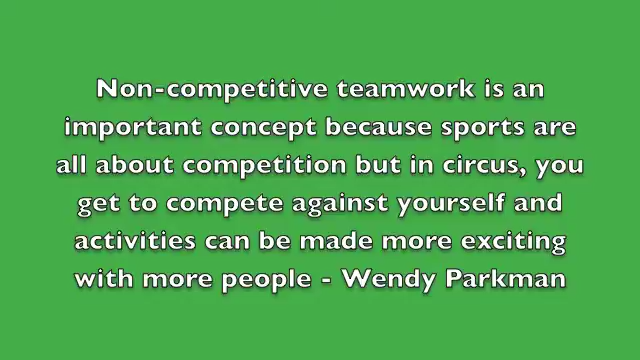 Non-competitive teamwork is an
important concept because sports are
all about competition but in circus, you
get to compete against yourself and
activities can be made more exciting
with more people - Wendy Parkman